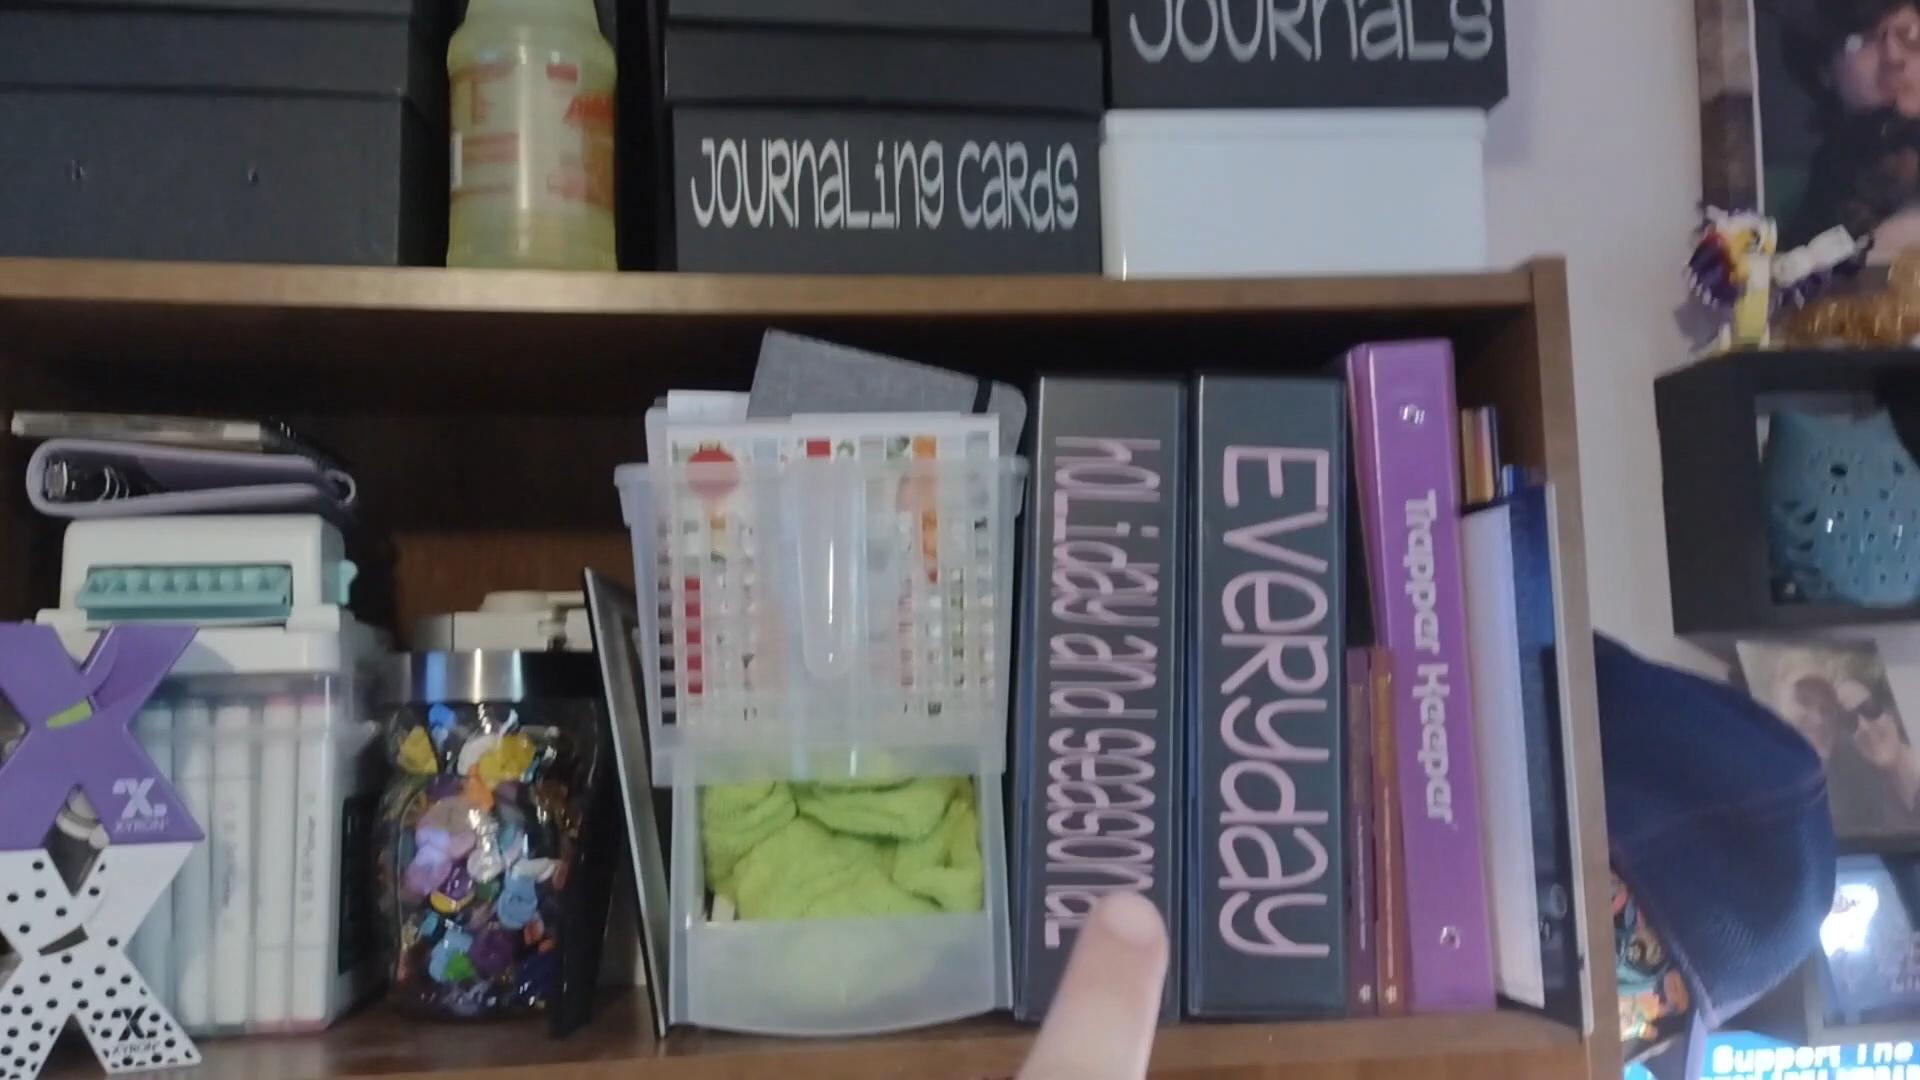 JOURNALS
JOURNALing CARds
HOLiday and seasonal
EVERYday
Trapper Keeper
X
XYRON
X
XYRON
Support The